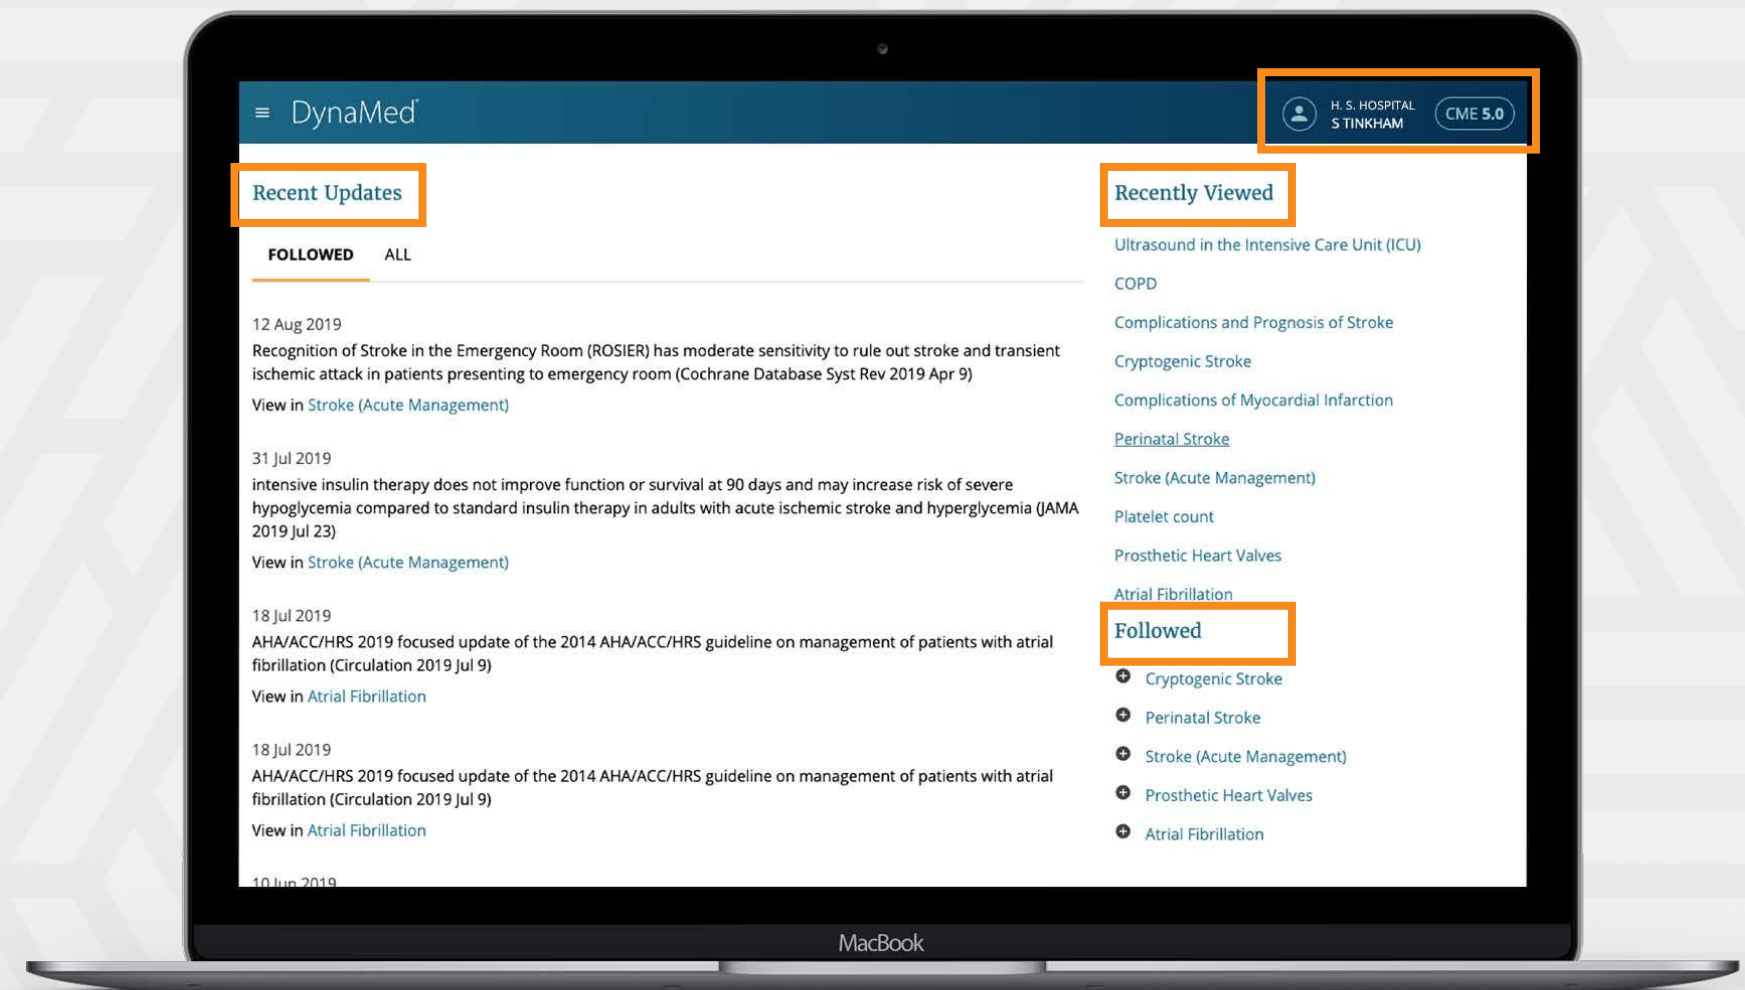 DynaMed
H. S. HOSPITAL
S TINKHAM
CME 5.0
Recent Updates
FOLLOWED ALL
12 Aug 2019
Recognition of Stroke in the Emergency Room (ROSIER) has moderate sensitivity to rule out stroke and transient
ischemic attack in patients presenting to emergency room (Cochrane Database Syst Rev 2019 Apr 9)
View in Stroke (Acute Management)
31 Jul 2019
intensive insulin therapy does not improve function or survival at 90 days and may increase risk of severe
hypoglycemia compared to standard insulin therapy in adults with acute ischemic stroke and hyperglycemia (JAMA
2019 Jul 23)
View in Stroke (Acute Management)
18 Jul 2019
AHA/ACC/HRS 2019 focused update of the 2014 AHA/ACC/HRS guideline on management of patients with atrial
fibrillation (Circulation 2019 Jul 9)
View in Atrial Fibrillation
18 Jul 2019
AHA/ACC/HRS 2019 focused update of the 2014 AHA/ACC/HRS guideline on management of patients with atrial
fibrillation (Circulation 2019 Jul 9)
View in Atrial Fibrillation
10 Jun 2019
Recently Viewed
Ultrasound in the Intensive Care Unit (ICU)
COPD
Complications and Prognosis of Stroke
Cryptogenic Stroke
Complications of Myocardial Infarction
Perinatal Stroke
Stroke (Acute Management)
Platelet count
Prosthetic Heart Valves
Atrial Fibrillation
Followed
Cryptogenic Stroke
Perinatal Stroke
Stroke (Acute Management)
Prosthetic Heart Valves
Atrial Fibrillation
MacBook